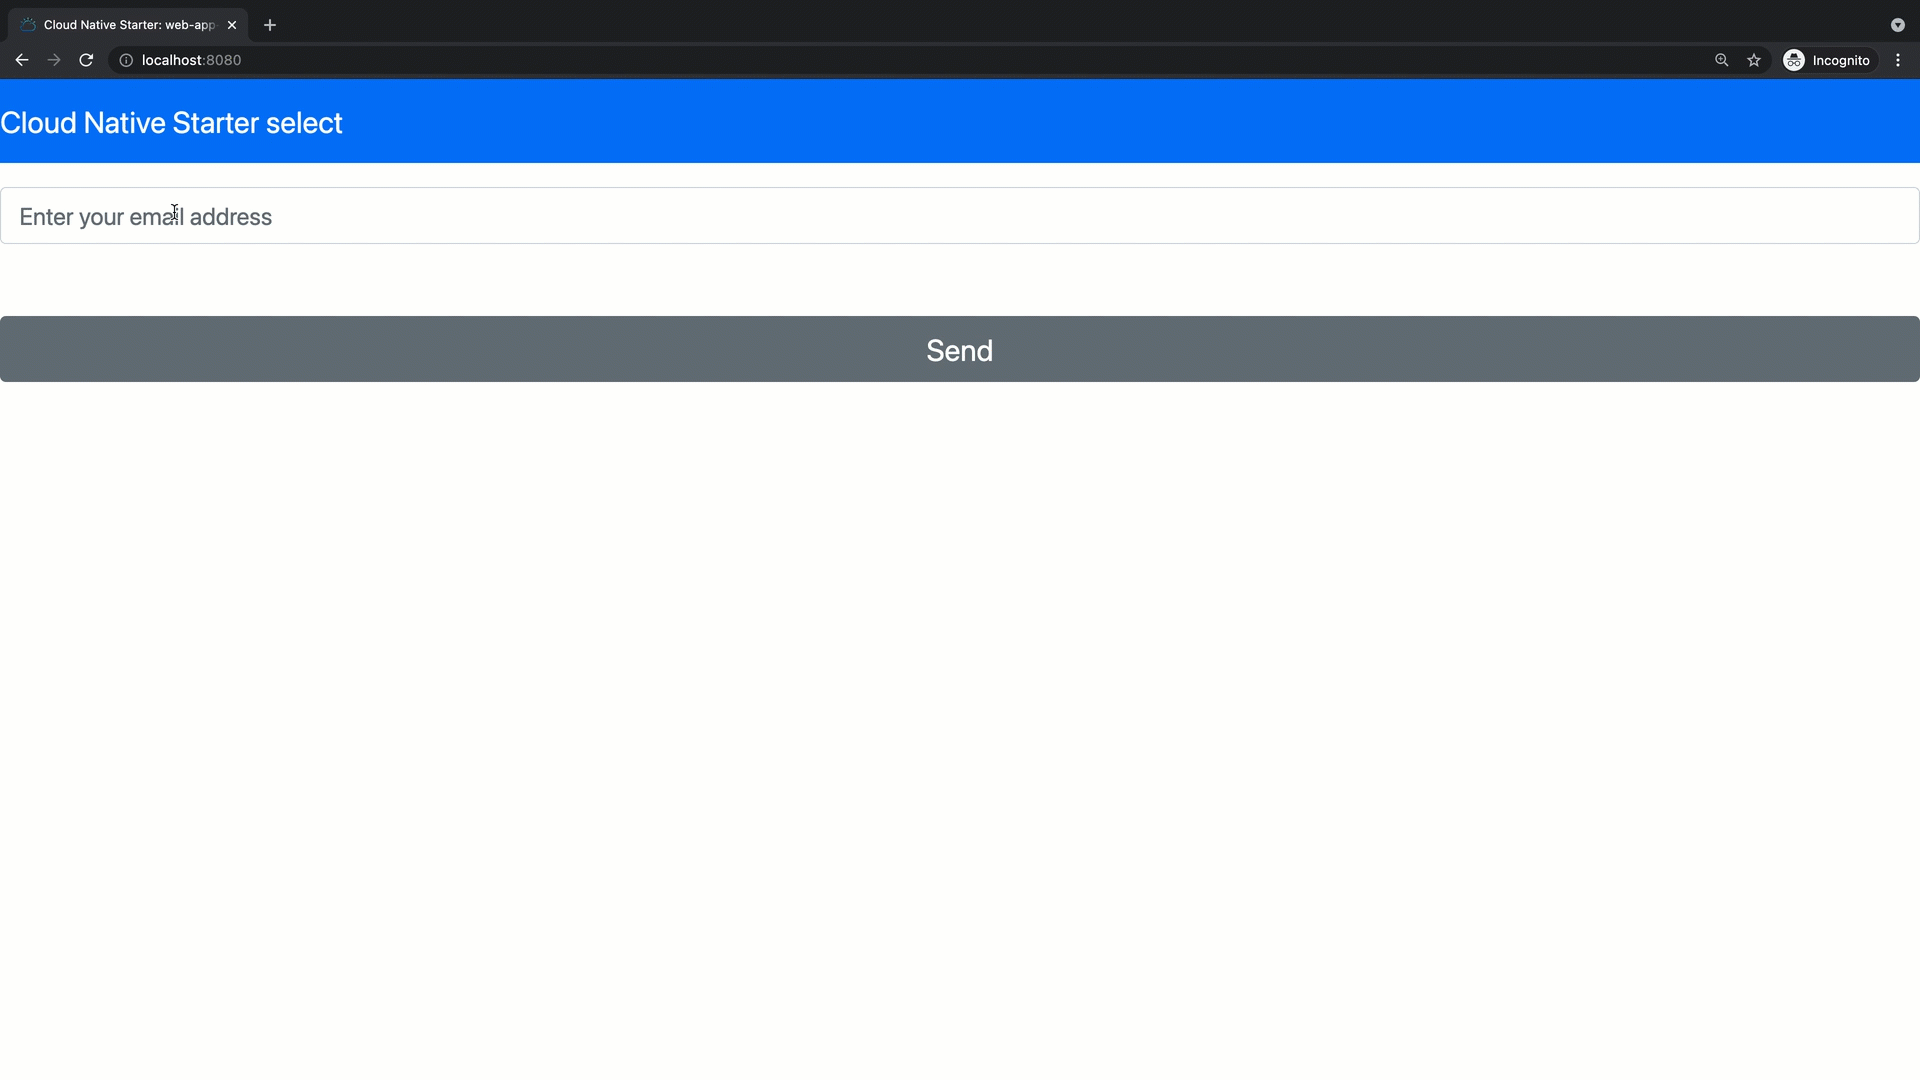 Cloud Native Starter: web-app-
localhost:8080
Incognito
Cloud Native Starter select
Enter your email address
Send